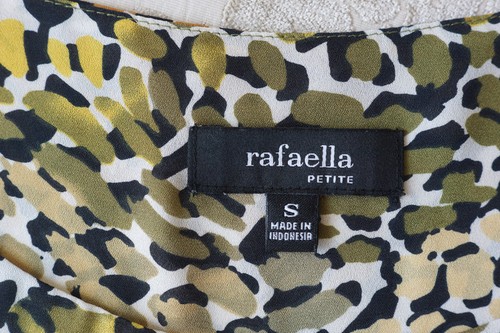 rafaella
PETITE
S
MADE IN
INDONESIA